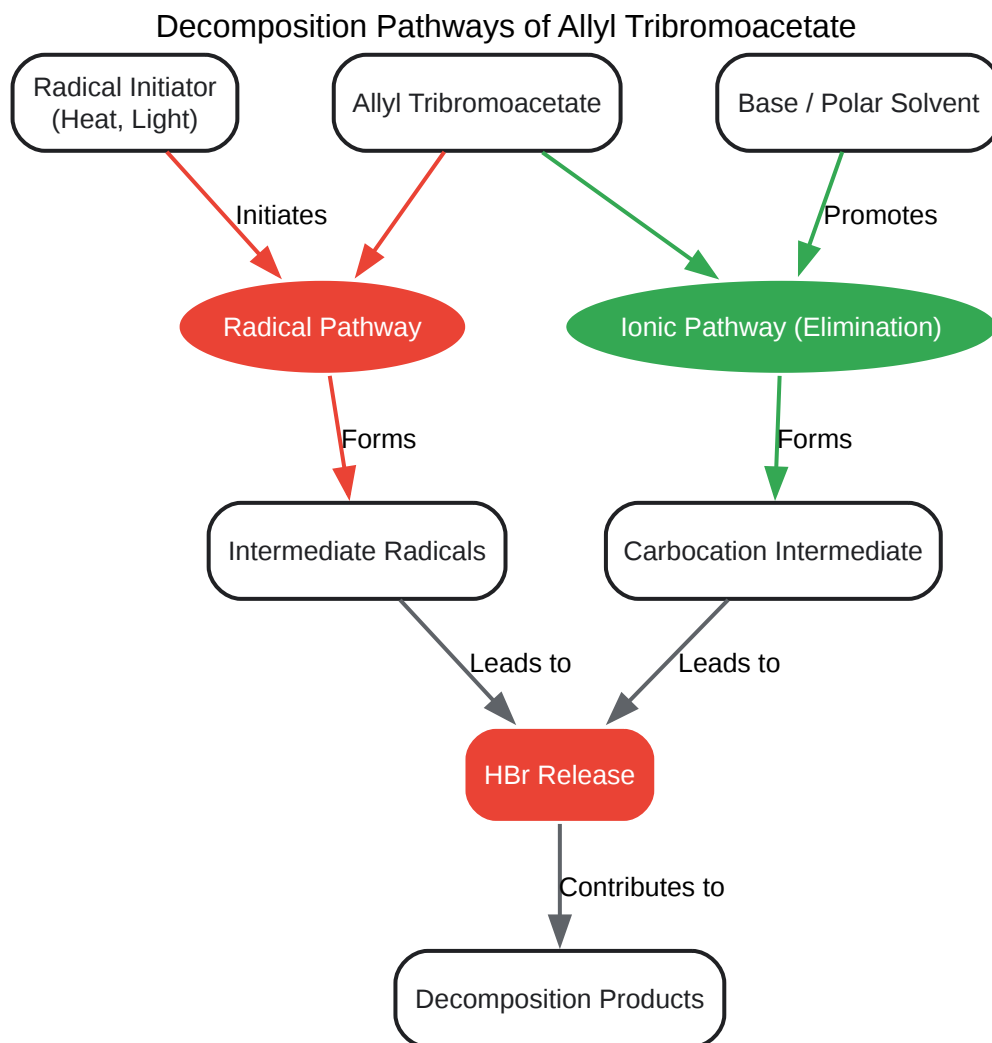 Decomposition Pathways of Allyl Tribromoacetate
Radical Initiator
(Heat, Light)
Allyl Tribromoacetate
Base / Polar Solvent
Initiates
Promotes
Radical Pathway
Ionic Pathway (Elimination)
Forms
Forms
Intermediate Radicals
Carbocation Intermediate
Leads to
Leads to
HBr Release
Contributes to
Decomposition Products